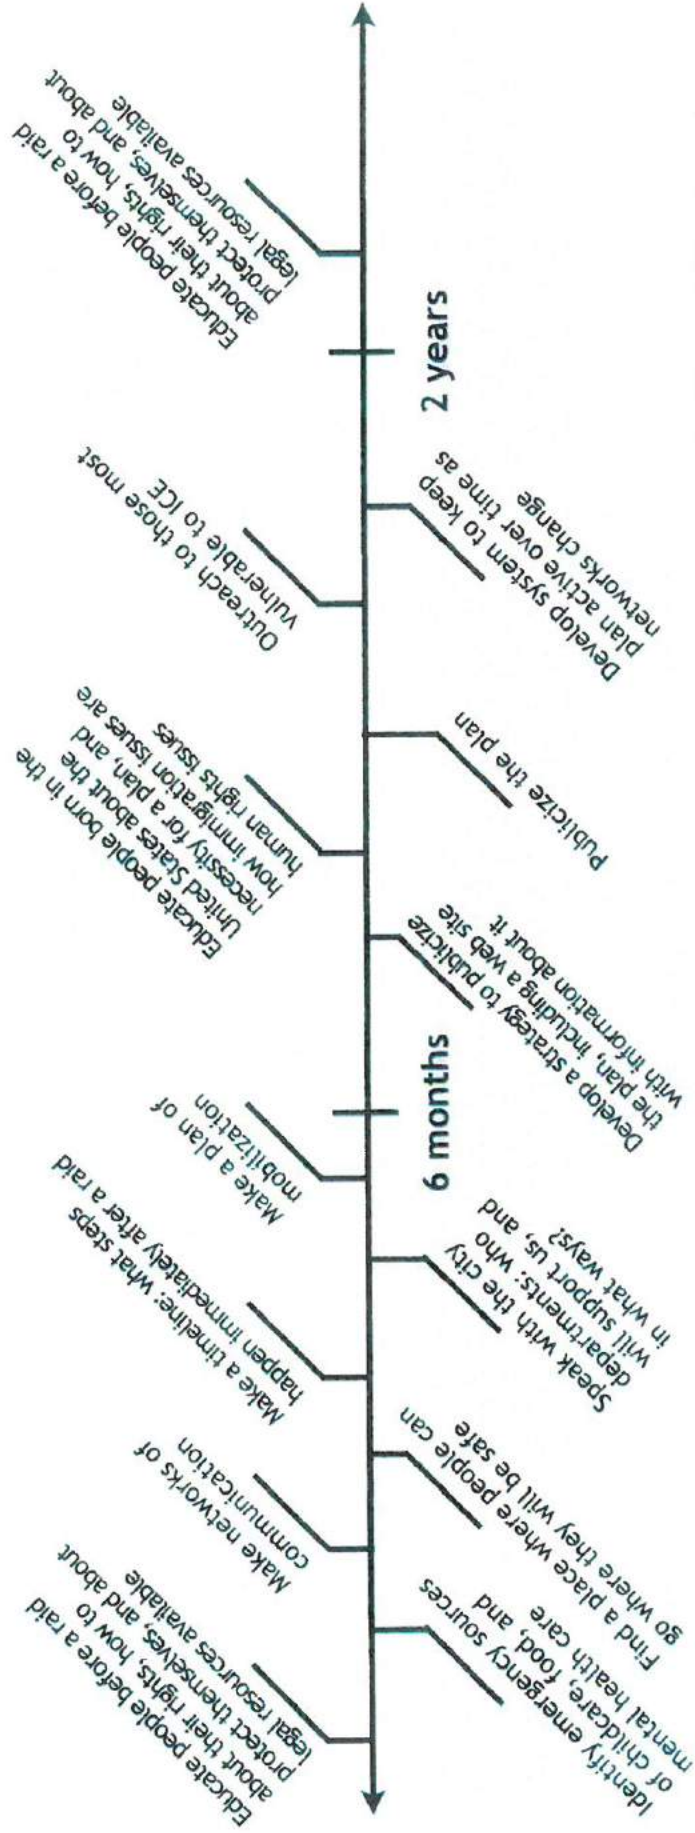 Educate people before a raid
about their rights, how to
protect themselves, and about
legal resources available
Identify emergency sources
of childcare, food, and
mental health care
Make networks of
communication
Find a place where people can
go where they will be safe
Make a timeline: what steps
happen immediately after a raid
Speak with the city
departments: who
will support us, and
in what ways?
Make a plan of
mobilization
6 months
Develop a strategy to publicize
the plan, including a web site
with information about it
Educate people born in the
United States about the
necessity for a plan, and
how immigration issues are
human rights issues
Publicize the plan
Outreach to those most
vulnerable to ICE
Develop system to keep
plan active over time as
networks change
2 years
Educate people before a raid
about their rights, how to
protect themselves, and about
legal resources available